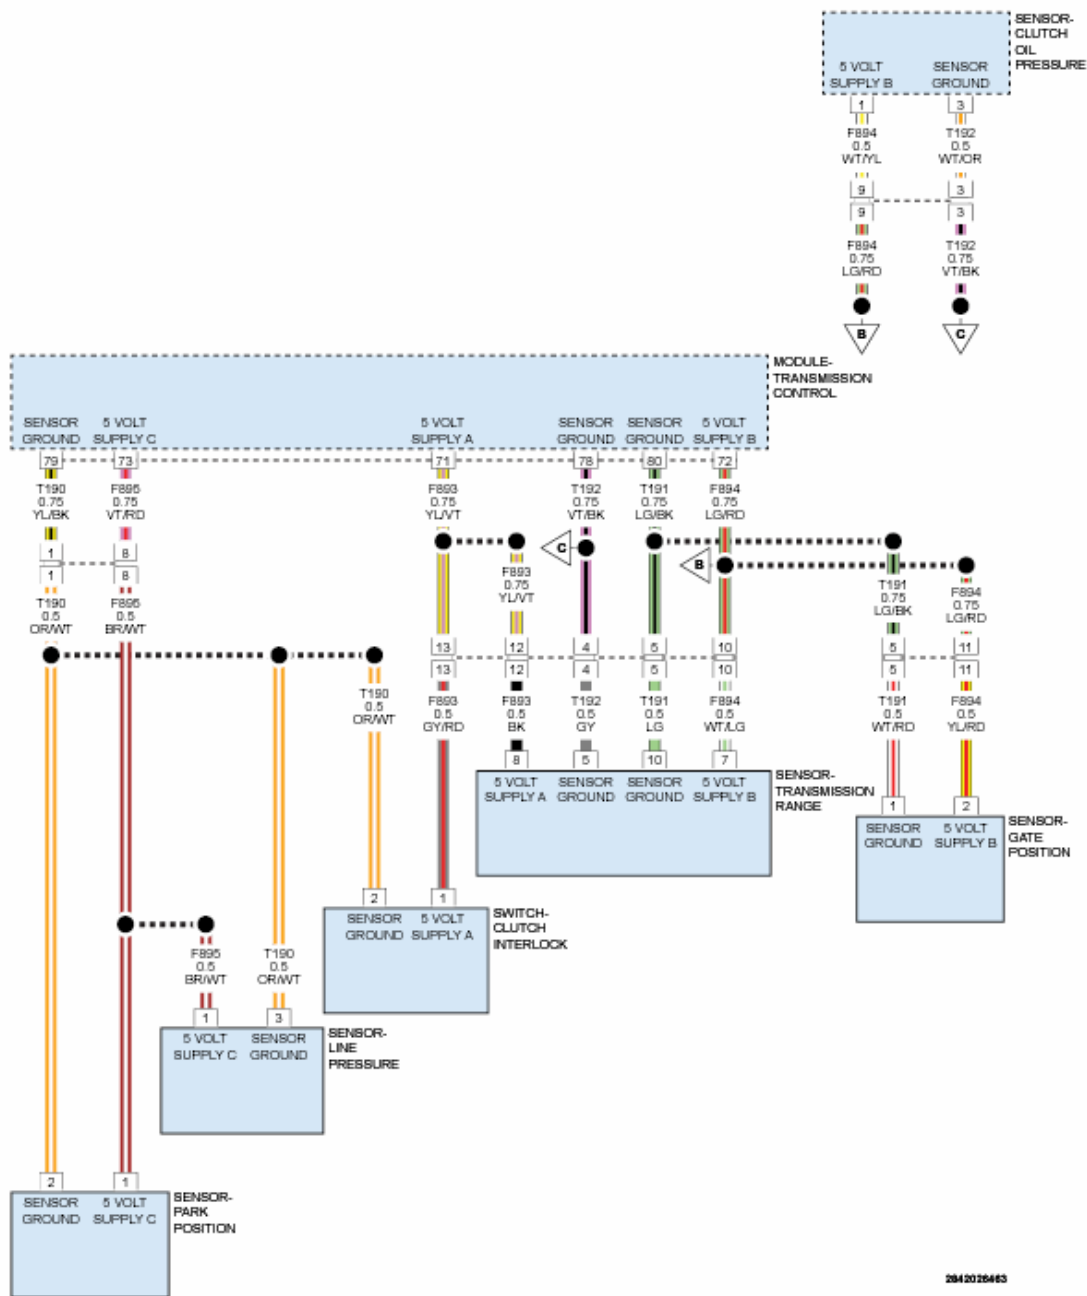 SENSOR-
CLUTCH
OIL
PRESSURE
5 VOLT
SUPPLY B
SENSOR
GROUND
1
3
F894
0.5
WT/YL
T192
0.5
WT/OR
9
3
9
3
F894
0.75
LG/RD
T192
0.75
VT/BK
B
C
MODULE-
TRANSMISSION
CONTROL
SENSOR
GROUND
5 VOLT
SUPPLY C
5 VOLT
SUPPLY A
SENSOR
GROUND
SENSOR
GROUND
5 VOLT
SUPPLY B
79
73
71
78
80
72
T190
0.75
YL/BK
F895
0.75
VT/RD
F893
0.75
YL/VT
T192
0.75
VT/BK
T191
0.75
LG/BK
F894
0.75
LG/RD
1
8
1
8
C
B
T190
0.5
OR/WT
F895
0.5
BR/WT
F893
0.75
YL/VT
T191
0.75
LG/BK
F894
0.75
LG/RD
13
12
4
5
10
5
11
13
12
4
5
10
5
11
T190
0.5
OR/WT
F893
0.5
GY/RD
F893
0.5
BK
T192
0.5
GY
T191
0.5
LG
F894
0.5
WT/LG
T191
0.5
WT/RD
F894
0.5
YL/RD
8
5
10
7
5 VOLT
SUPPLY A
SENSOR
GROUND
SENSOR
GROUND
5 VOLT
SUPPLY B
SENSOR-
TRANSMISSION
RANGE
1
2
SENSOR
GROUND
5 VOLT
SUPPLY B
SENSOR-
GATE
POSITION
2
1
SENSOR
GROUND
5 VOLT
SUPPLY A
SWITCH-
CLUTCH
INTERLOCK
F895
0.5
BR/WT
T190
0.5
OR/WT
1
3
5 VOLT
SUPPLY C
SENSOR
GROUND
SENSOR-
LINE
PRESSURE
2
1
SENSOR
GROUND
5 VOLT
SUPPLY C
SENSOR-
PARK
POSITION
2842026463